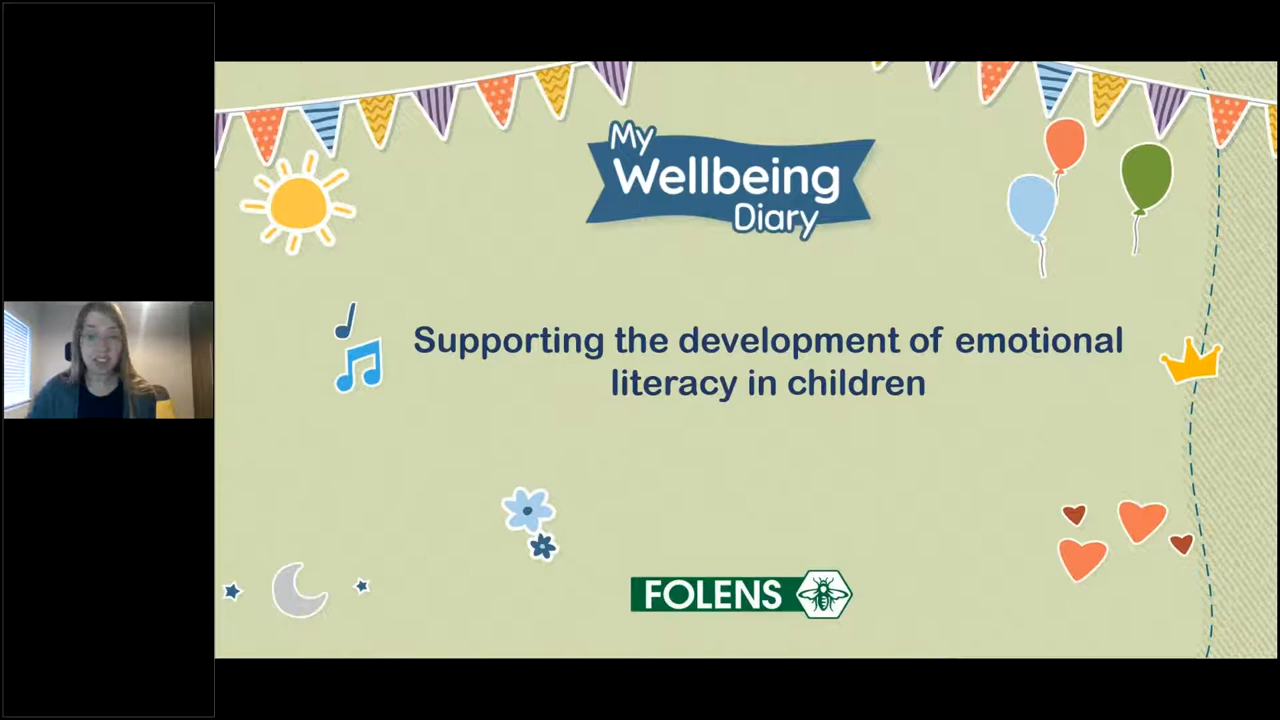 My
Wellbeing
Diary
Supporting the development of emotional
literacy in children
FOLENS